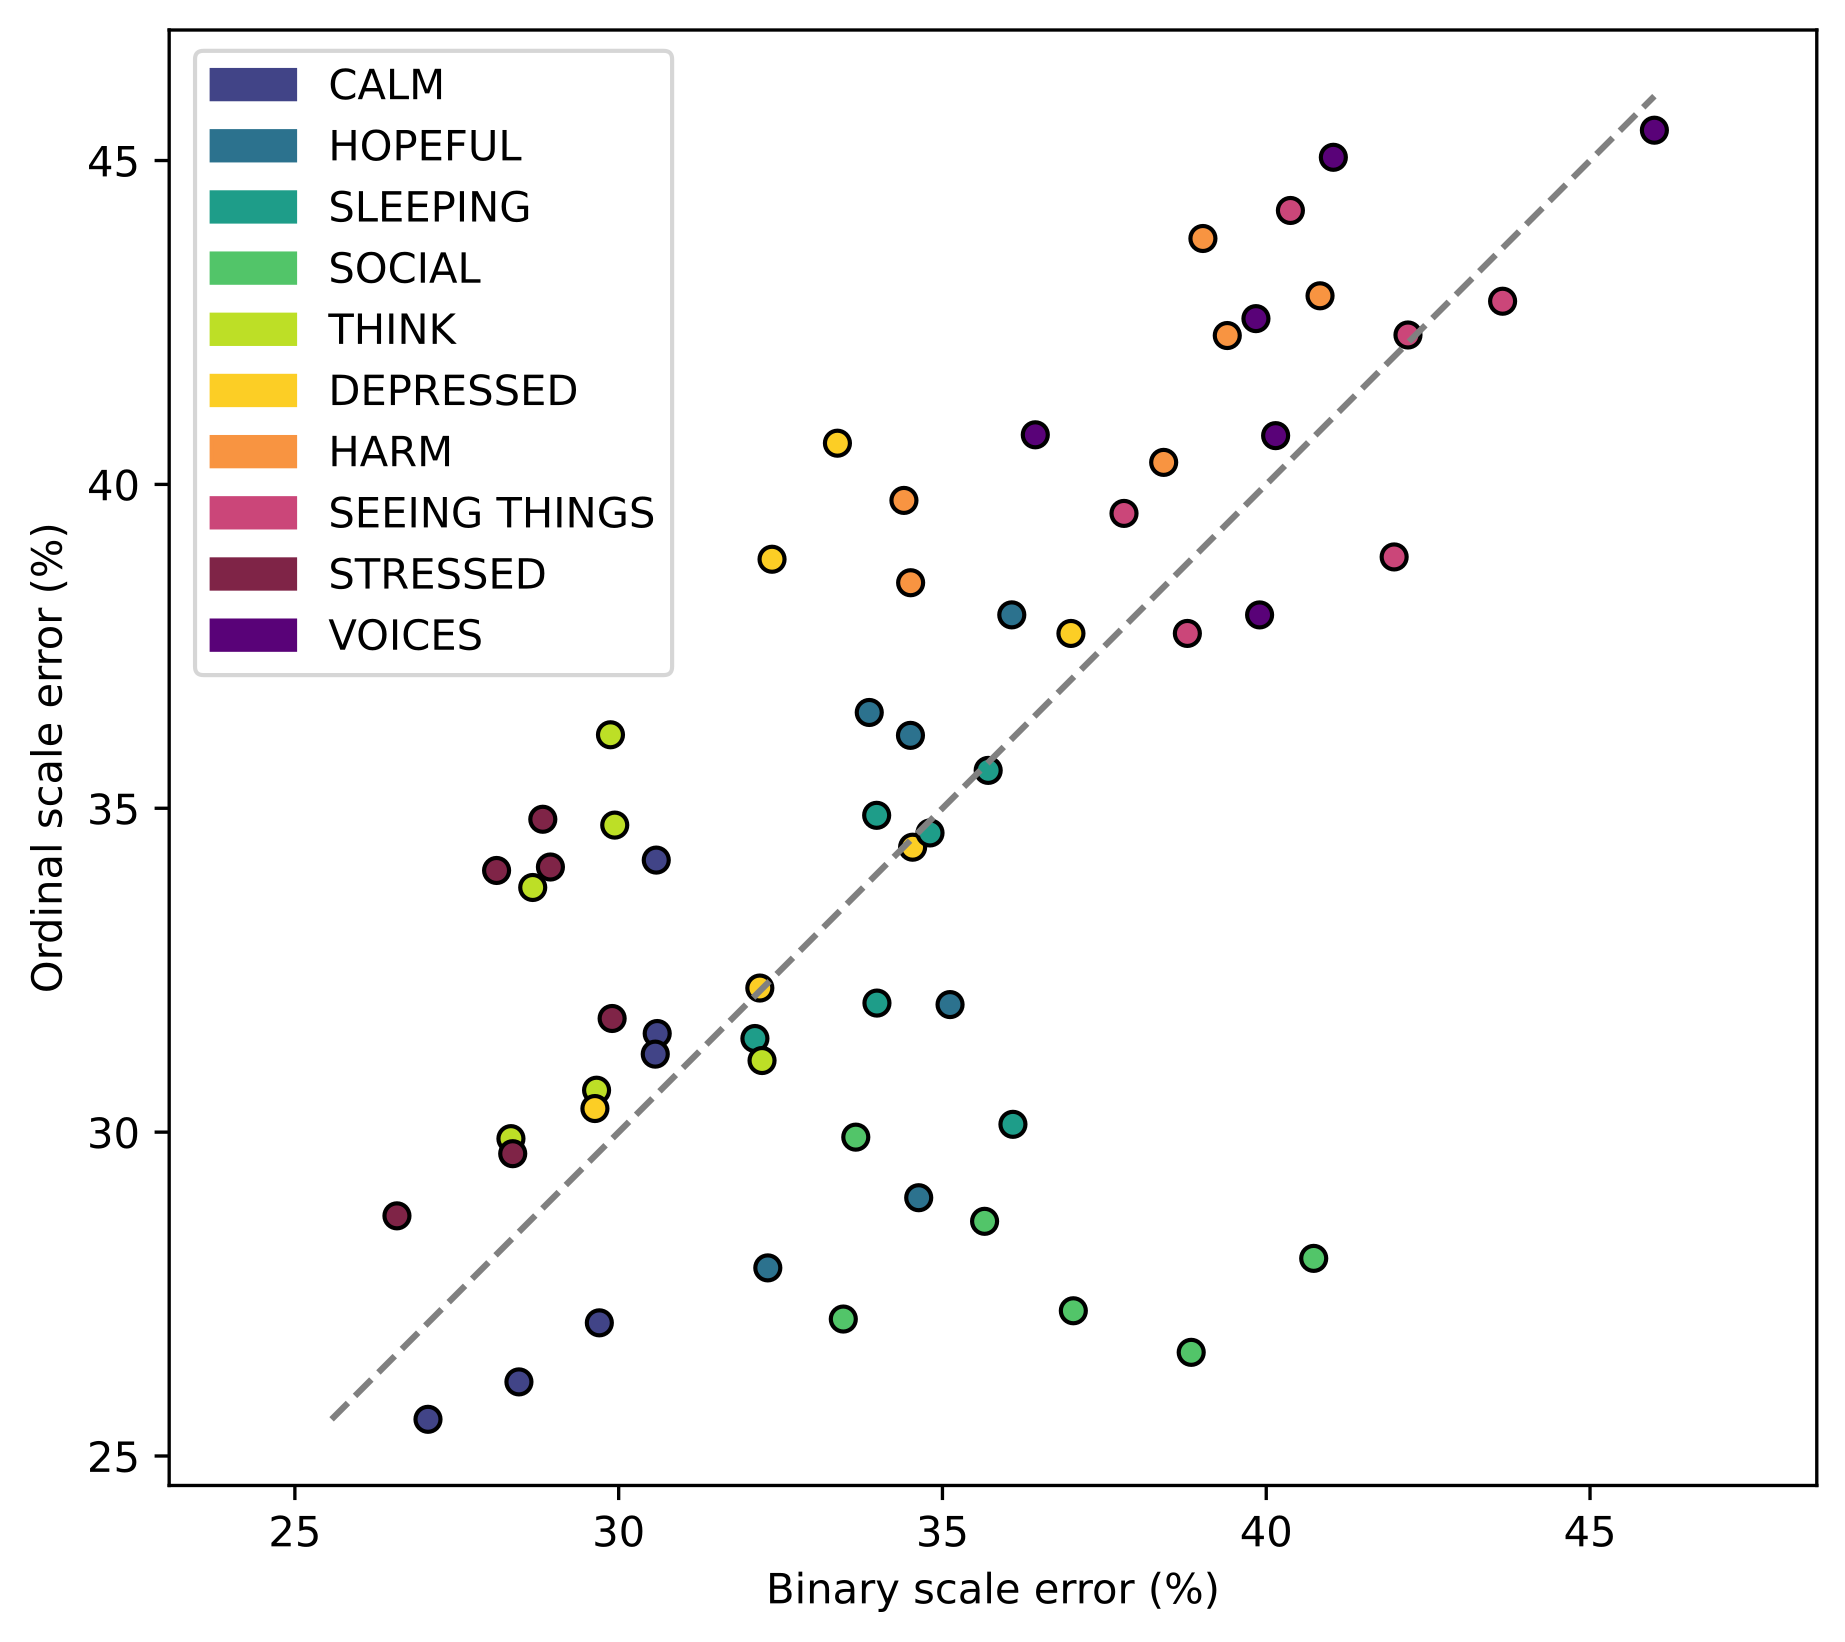 CALM
HOPEFUL
SLEEPING
SOCIAL
THINK
DEPRESSED
HARM
SEEING THINGS
STRESSED
VOICES
Ordinal scale error (%)
45
40
35
30
25
25 30 35 40 45
Binary scale error (%)